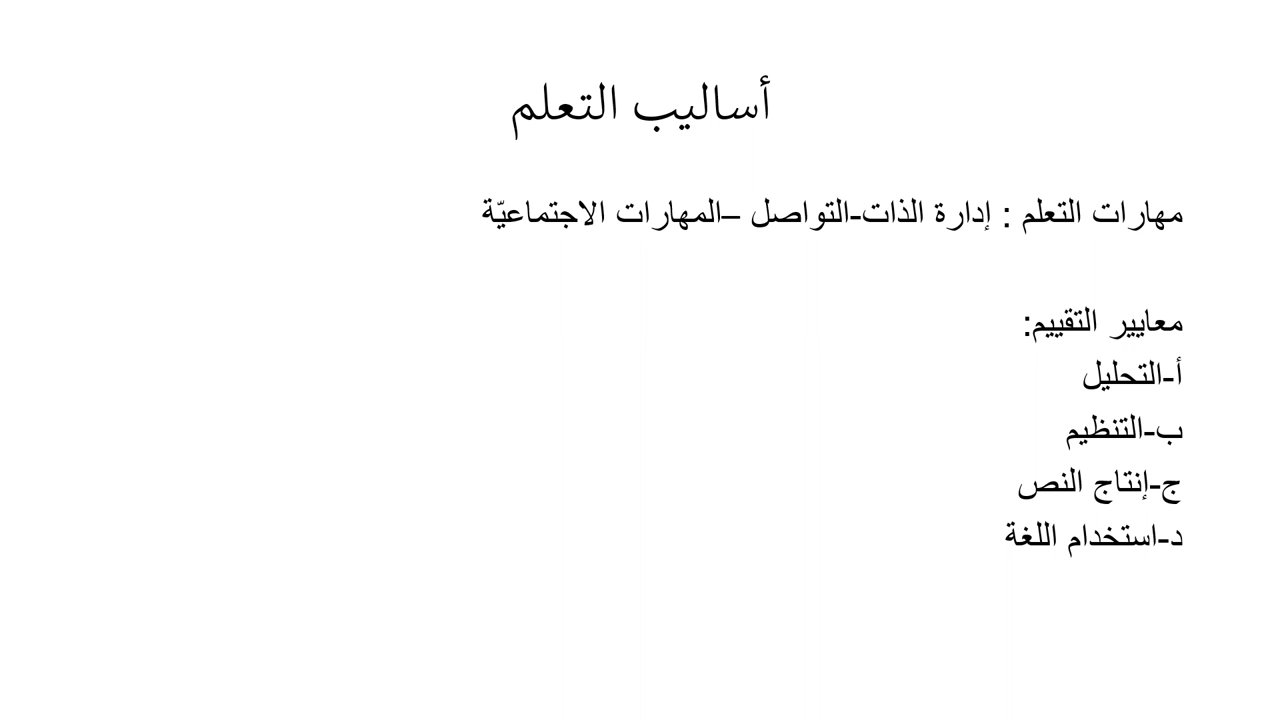 أساليب التعلم
مهارات التعلم : إدارة الذات-التواصل –المهارات الاجتماعيّة
معايير التقييم:
أ-التحليل
ب-التنظيم
ج-إنتاج النص
د-استخدام اللغة